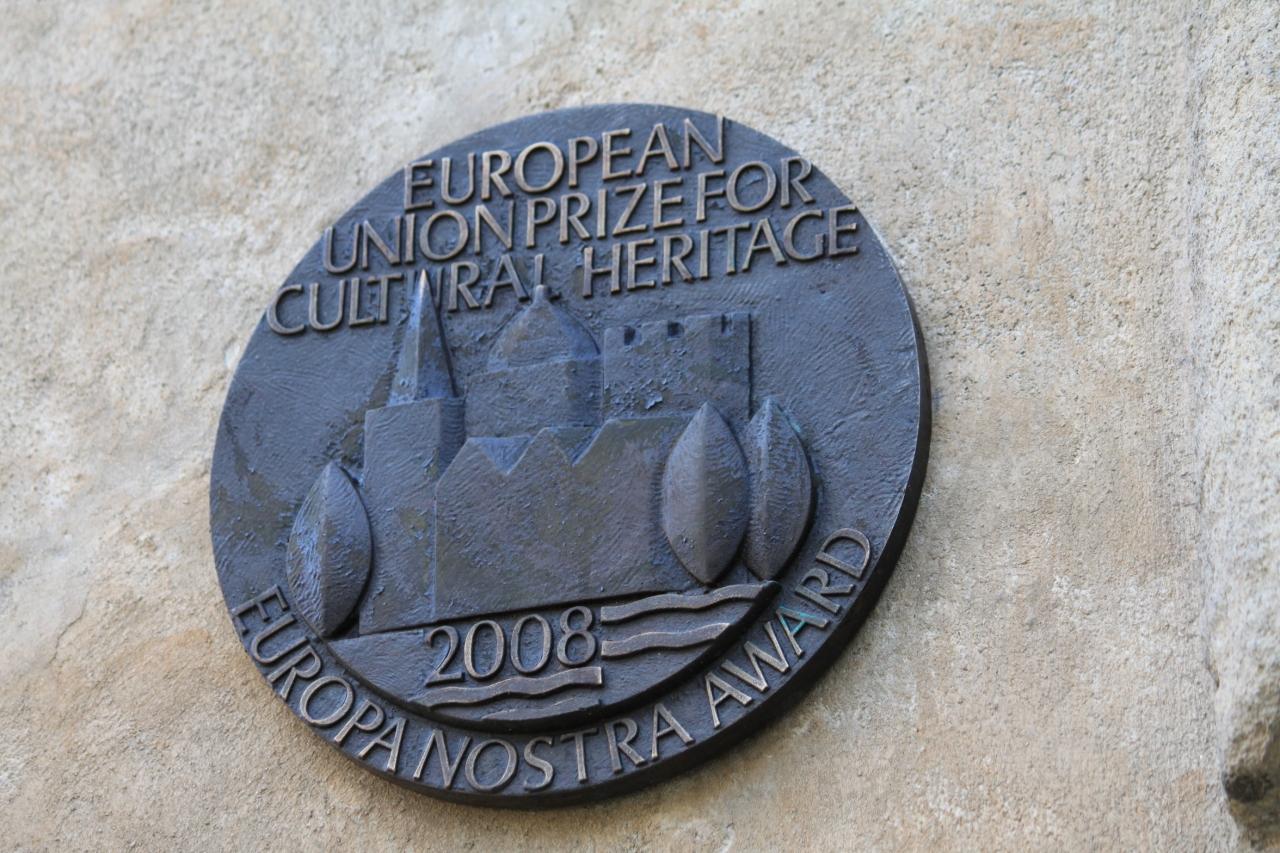 EUROPEAN
UNION PRIZE FOR
CULTURAL HERITAGE
2008
EUROPA NOSTRA AWARD